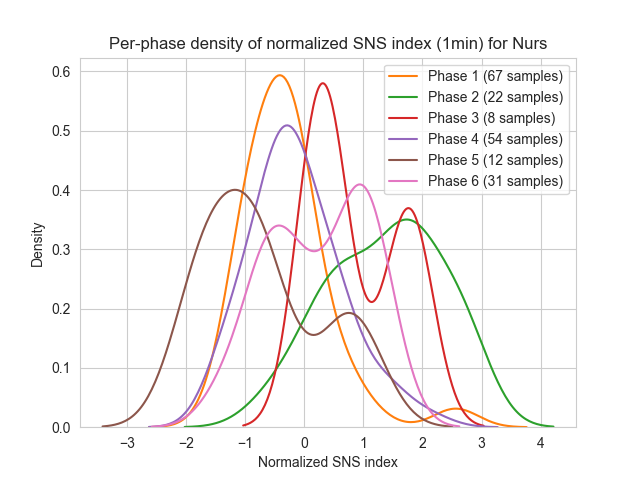 Per-phase density of normalized SNS index (1min) for Nurs
Density
0.6
0.5
0.4
0.3
0.2
0.1
0.0
Phase 1 (67 samples)
Phase 2 (22 samples)
Phase 3 (8 samples)
Phase 4 (54 samples)
Phase 5 (12 samples)
Phase 6 (31 samples)
−3 −2 −1 0 1 2 3 4
Normalized SNS index